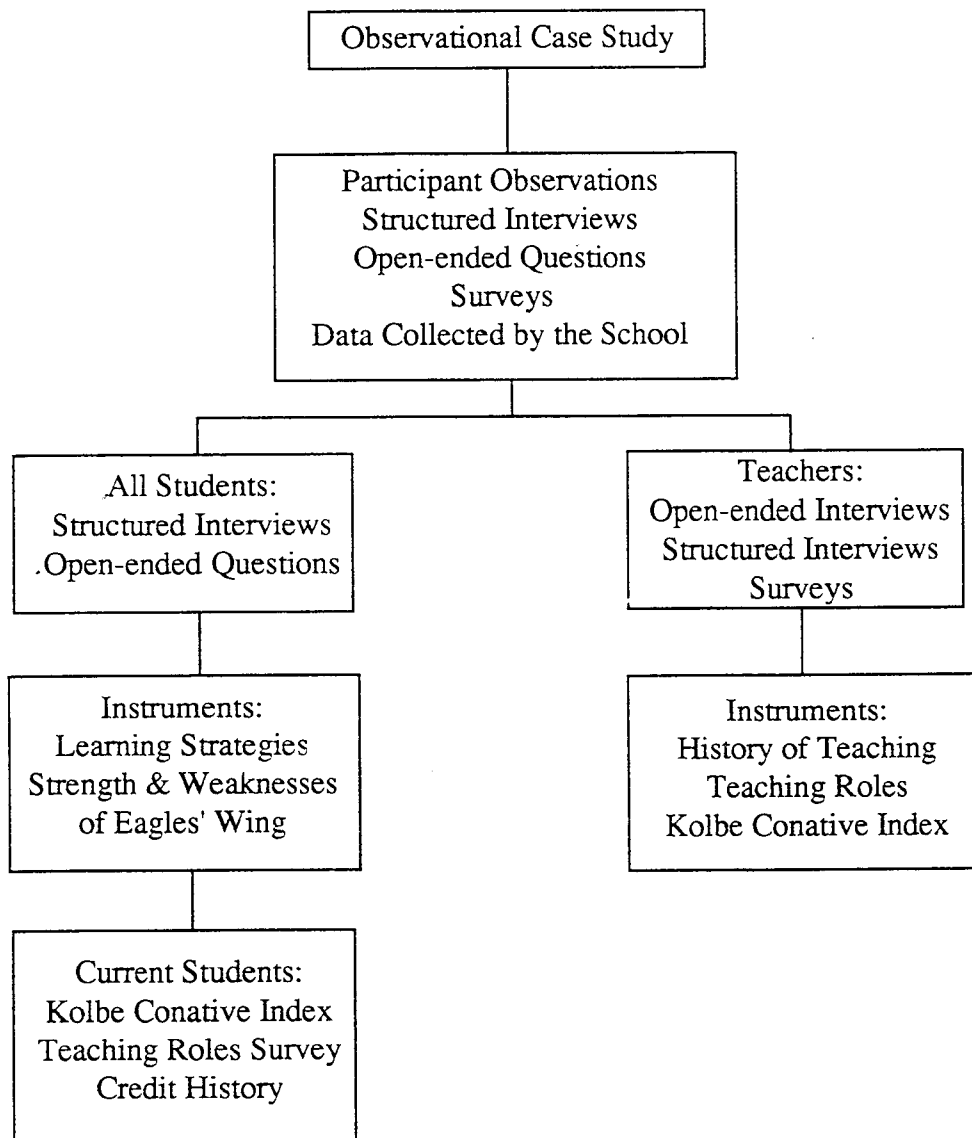 Observational Case Study
Participant Observations
Structured Interviews
Open-ended Questions
Surveys
Data Collected by the School
All Students:
Structured Interviews
Open-ended Questions
Teachers:
Open-ended Interviews
Structured Interviews
Surveys
Instruments:
Learning Strategies
Strength & Weaknesses
of Eagles' Wing
Instruments:
History of Teaching
Teaching Roles
Kolbe Conative Index
Current Students:
Kolbe Conative Index
Teaching Roles Survey
Credit History